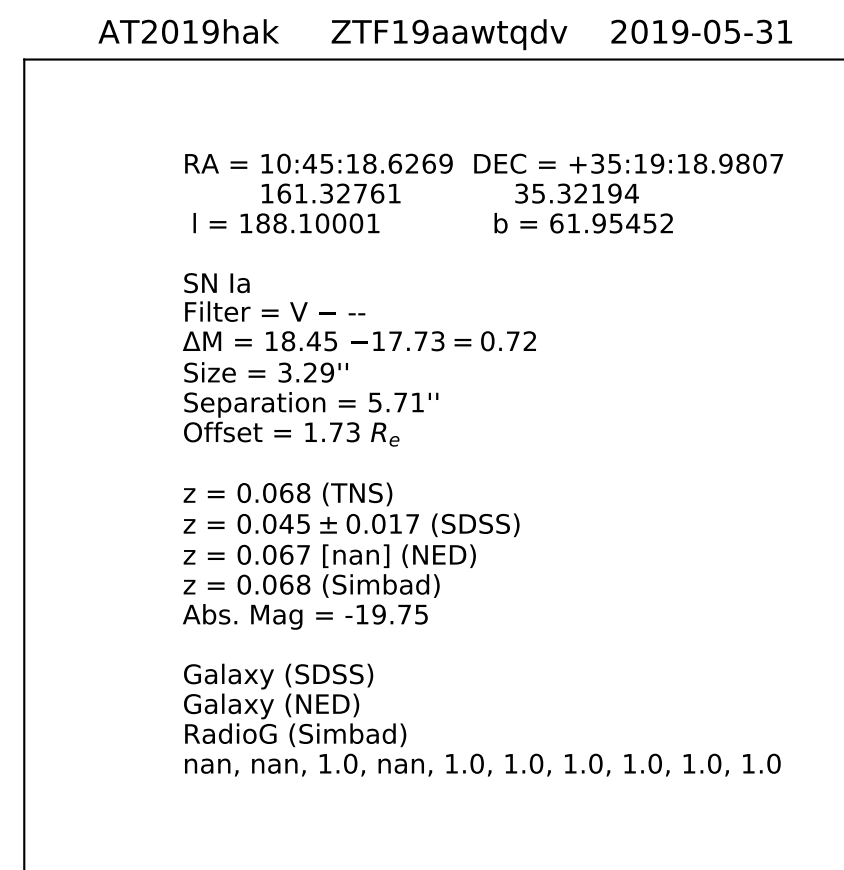 AT2019hak ZTF19aawtqdv 2019-05-31
RA = 10:45:18.6269 DEC = +35:19:18.9807
161.32761 35.32194
l = 188.10001 b = 61.95452
SN Ia
Filter = V − --
ΔM = 18.45 −17.73 = 0.72
Size = 3.29''
Separation = 5.71''
Offset = 1.73 Rₑ
z = 0.068 (TNS)
z = 0.045 ± 0.017 (SDSS)
z = 0.067 [nan] (NED)
z = 0.068 (Simbad)
Abs. Mag = -19.75
Galaxy (SDSS)
Galaxy (NED)
RadioG (Simbad)
nan, nan, 1.0, nan, 1.0, 1.0, 1.0, 1.0, 1.0, 1.0